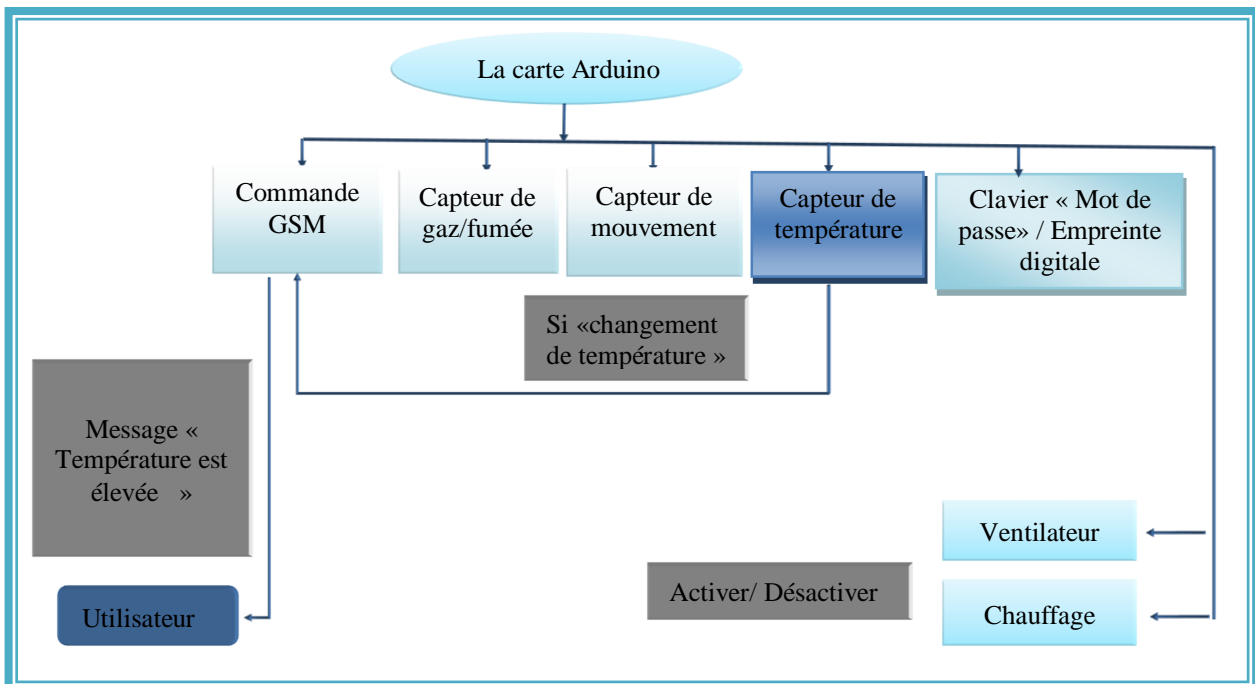 La carte Arduino
Commande
GSM
Capteur de
gaz/fumée
Capteur de
mouvement
Capteur de
température
Clavier « Mot de
passe» / Empreinte
digitale
Si «changement
de température »
Message «
Température est
élevée »
Ventilateur
Activer/ Désactiver
Chauffage
Utilisateur